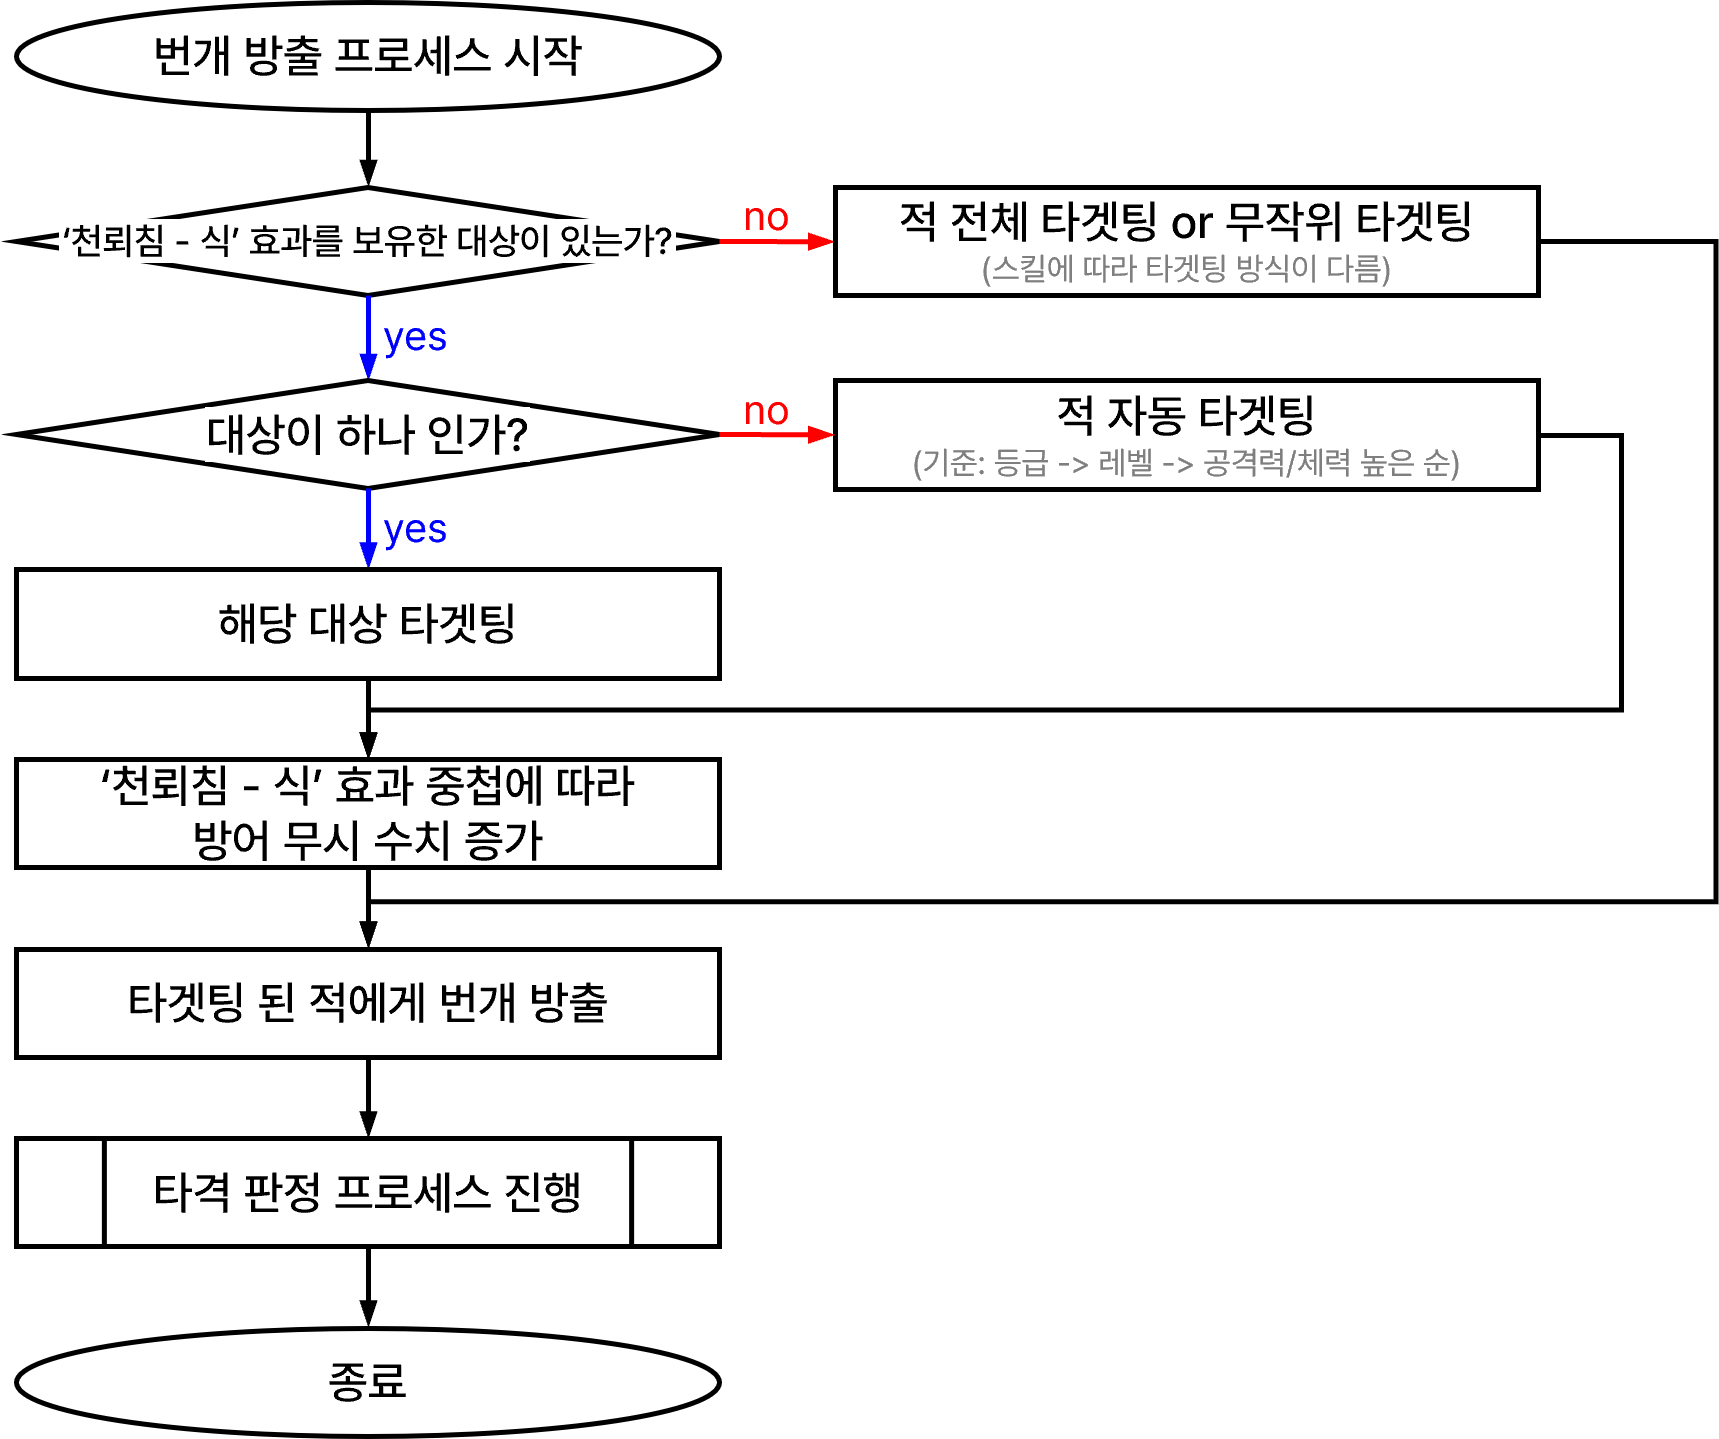 번개 방출 프로세스 시작
‘천뢰침 - 식’ 효과를 보유한 대상이 있는가?
no
적 전체 타겟팅 or 무작위 타겟팅
(스킬에 따라 타겟팅 방식이 다름)
yes
대상이 하나 인가?
no
적 자동 타겟팅
(기준: 등급 -> 레벨 -> 공격력/체력 높은 순)
yes
해당 대상 타겟팅
‘천뢰침 - 식’ 효과 중첩에 따라
방어 무시 수치 증가
타겟팅 된 적에게 번개 방출
타격 판정 프로세스 진행
종료